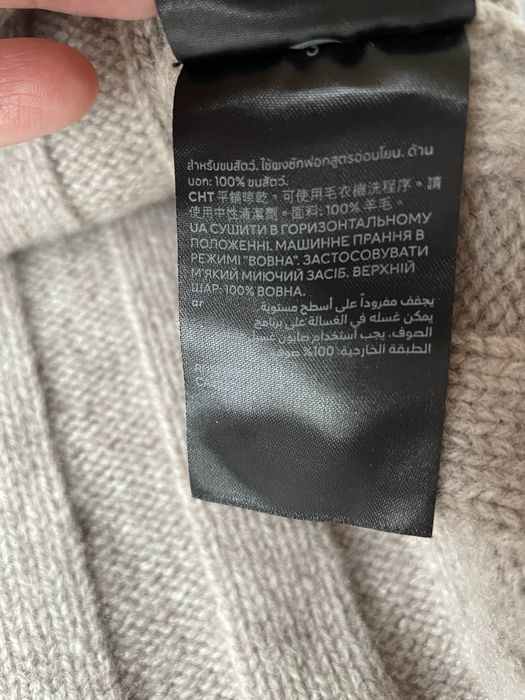 สำหรับขนสัตว์. ใช้ผงซักฟอกสูตรอ่อนโยน. ด้าน
นอก: 100% ขนสัตว์.
CHT 平鋪晾乾。可使用毛衣樹洗程序。請
使用中性清潔劑。面料: 100% 羊毛。
UA СУШИТИ В ГОРИЗОНТАЛЬНОМУ
ПОЛОЖЕННІ. МАШИННЕ ПРАННЯ В
РЕЖИМІ "ВОВНА". ЗАСТОСОВУВАТИ
М'ЯКИЙ МИЮЧИЙ ЗАСІБ. ВЕРХНІЙ
ШАР: 100% ВОВНА.
ar يجفف مفروداً على أسطح مستوية.
يمكن غسله في الغسالة على برنامج
الصوف. يجب استخدام صابون غسيل
الطبقة الخارجية: 100% صوف